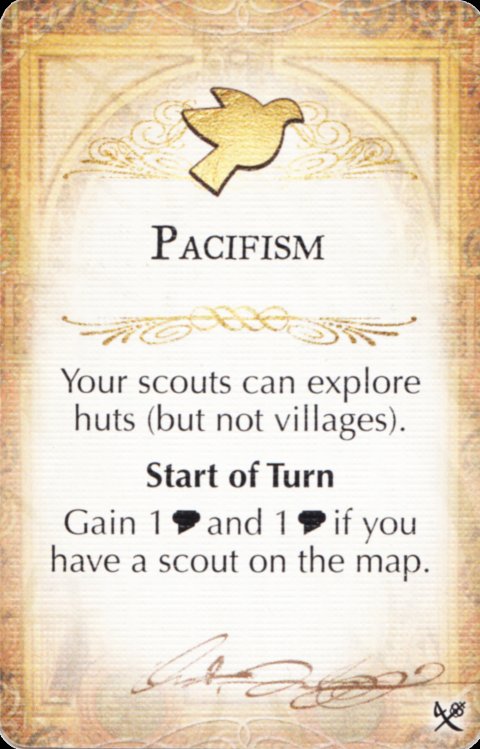 PACIFISM
Your scouts can explore
huts (but not villages).
Start of Turn
Gain 1 and 1 if you
have a scout on the map.